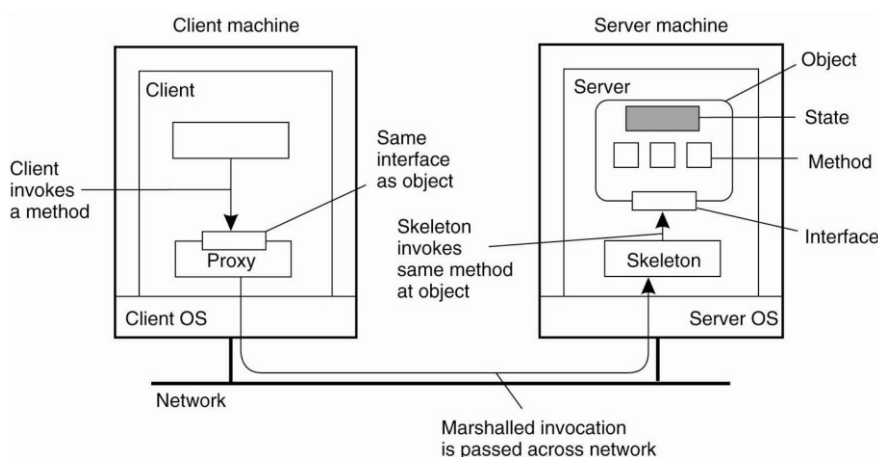 Client machine
Server machine
Client
Server
Object
State
Method
Interface
Client
invokes
a method
Same
interface
as object
Proxy
Skeleton
invokes
same method
at object
Skeleton
Client OS
Server OS
Network
Marshalled invocation
is passed across network